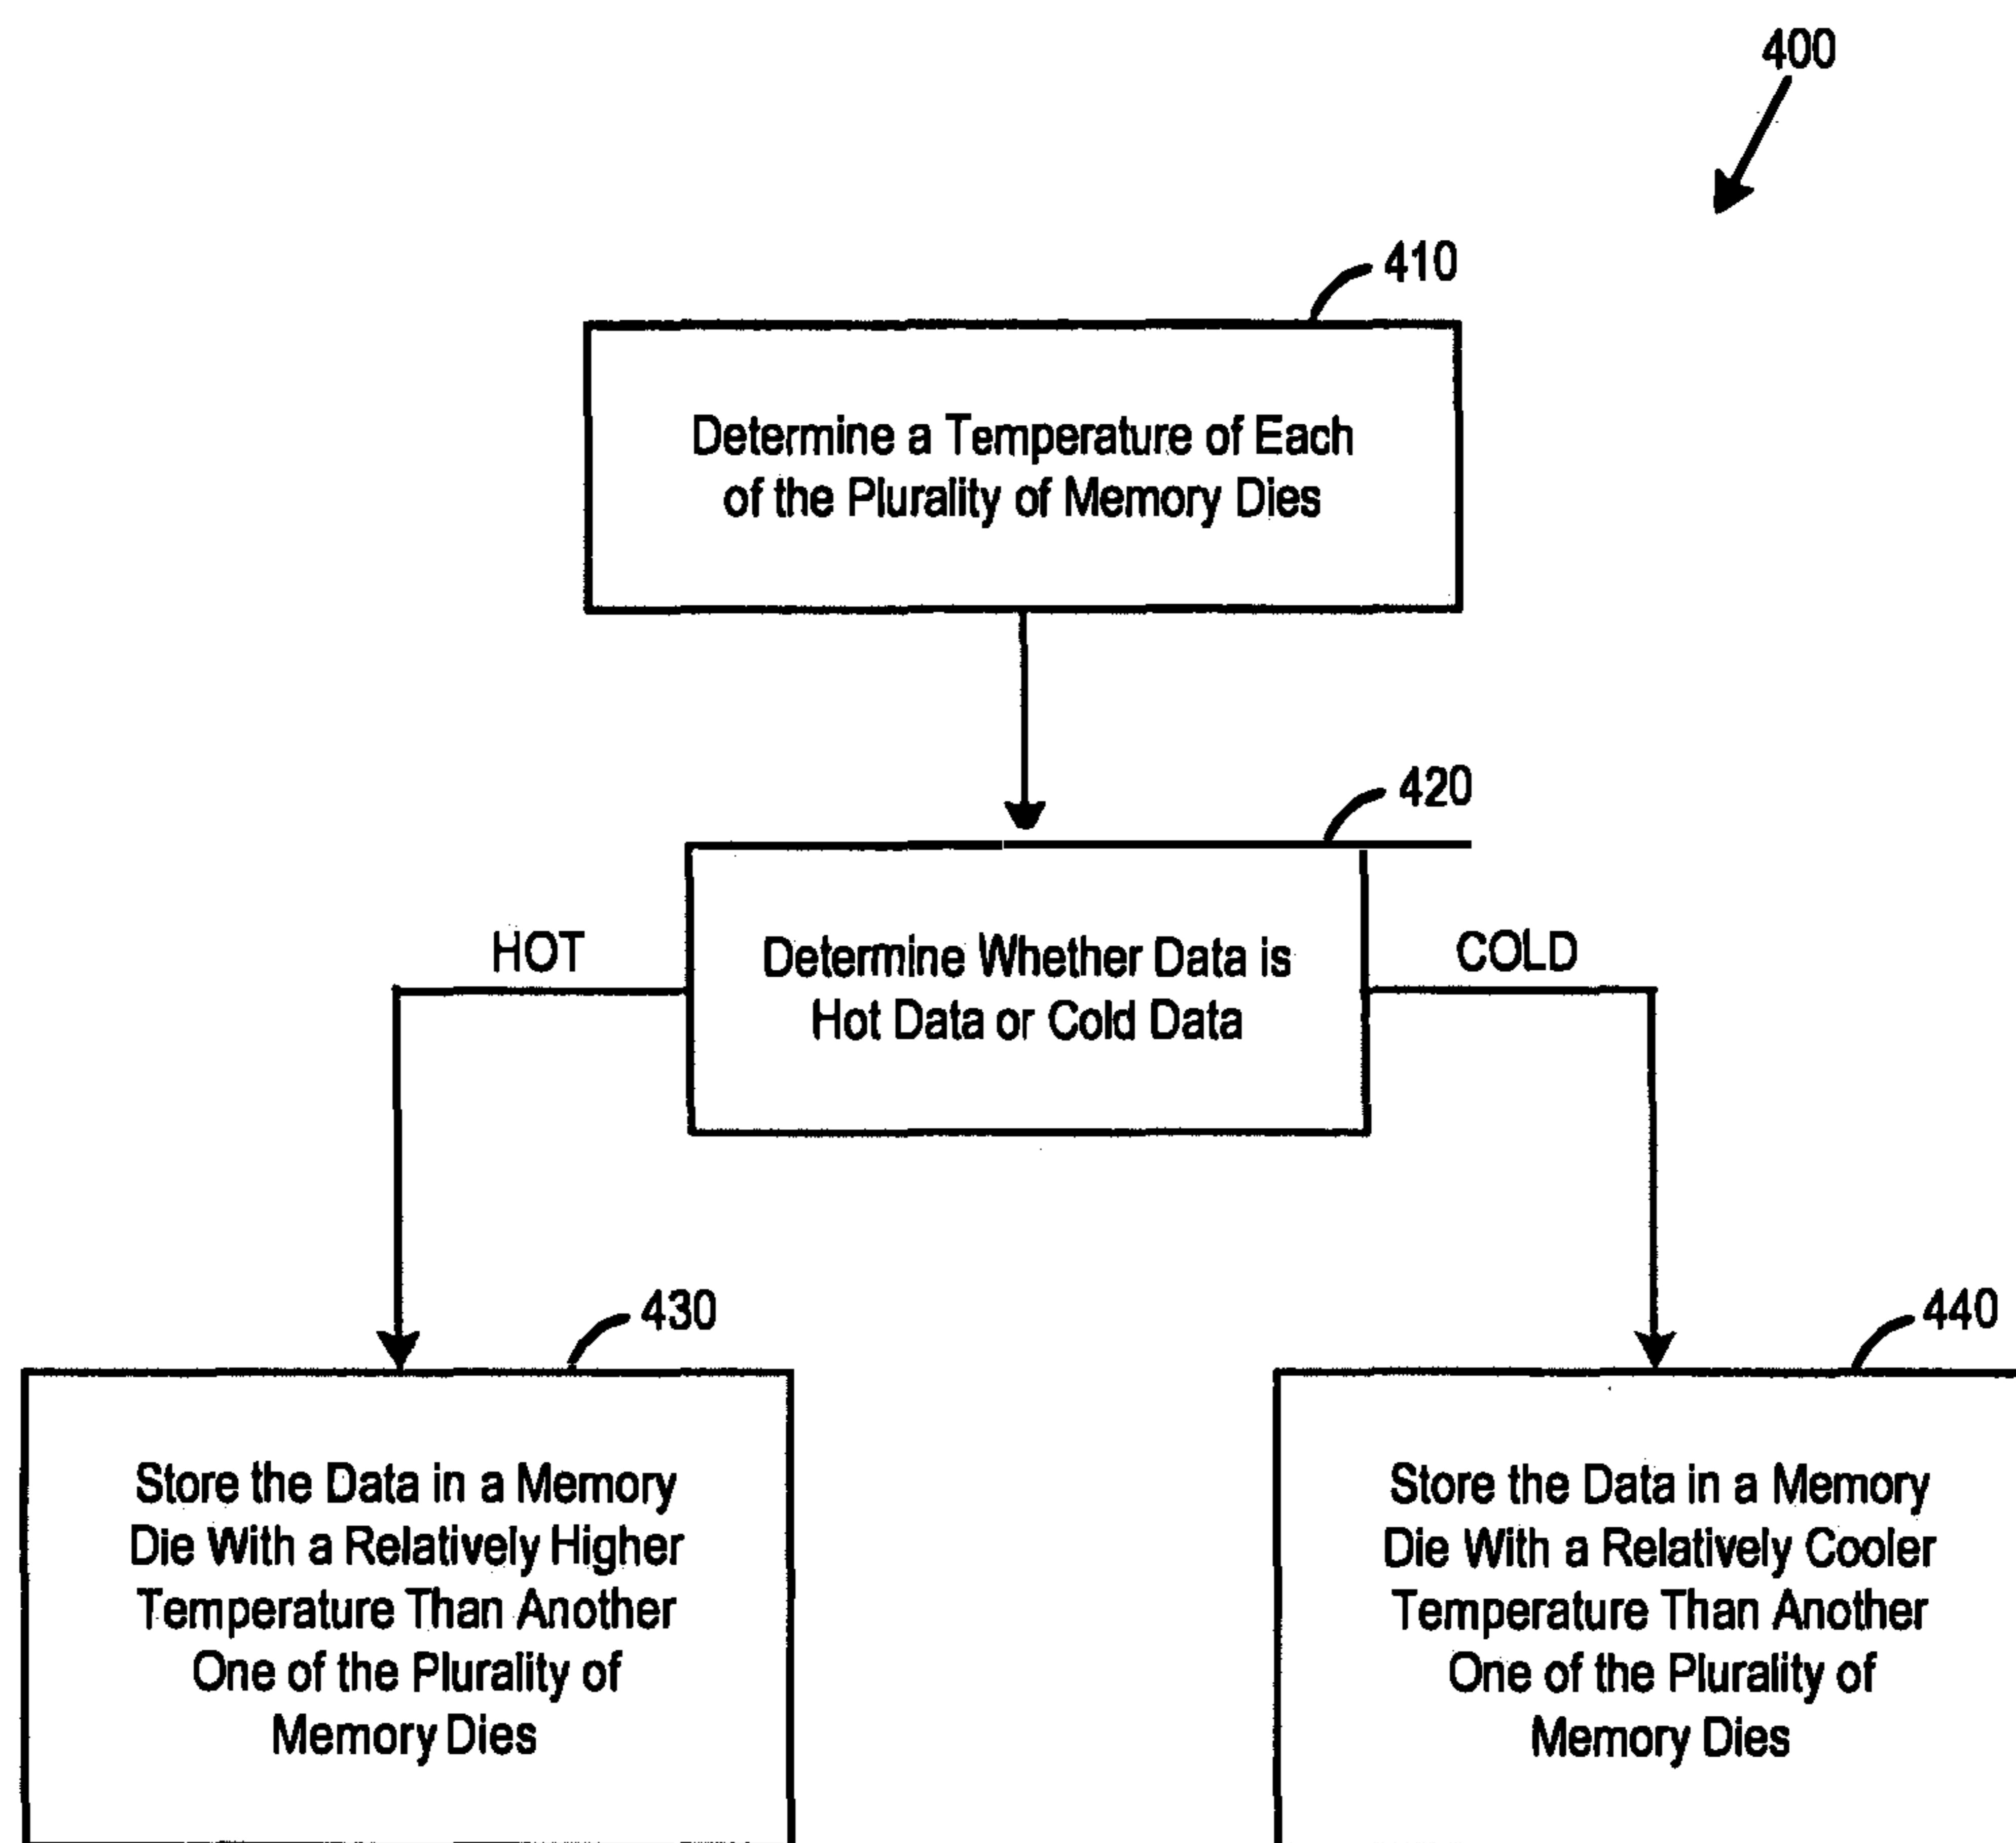 400
410
Determine a Temperature of Each
of the Plurality of Memory Dies
420
HOT
Determine Whether Data is
Hot Data or Cold Data
COLD
430
Store the Data in a Memory
Die With a Relatively Higher
Temperature Than Another
One of the Plurality of
Memory Dies
440
Store the Data in a Memory
Die With a Relatively Cooler
Temperature Than Another
One of the Plurality of
Memory Dies